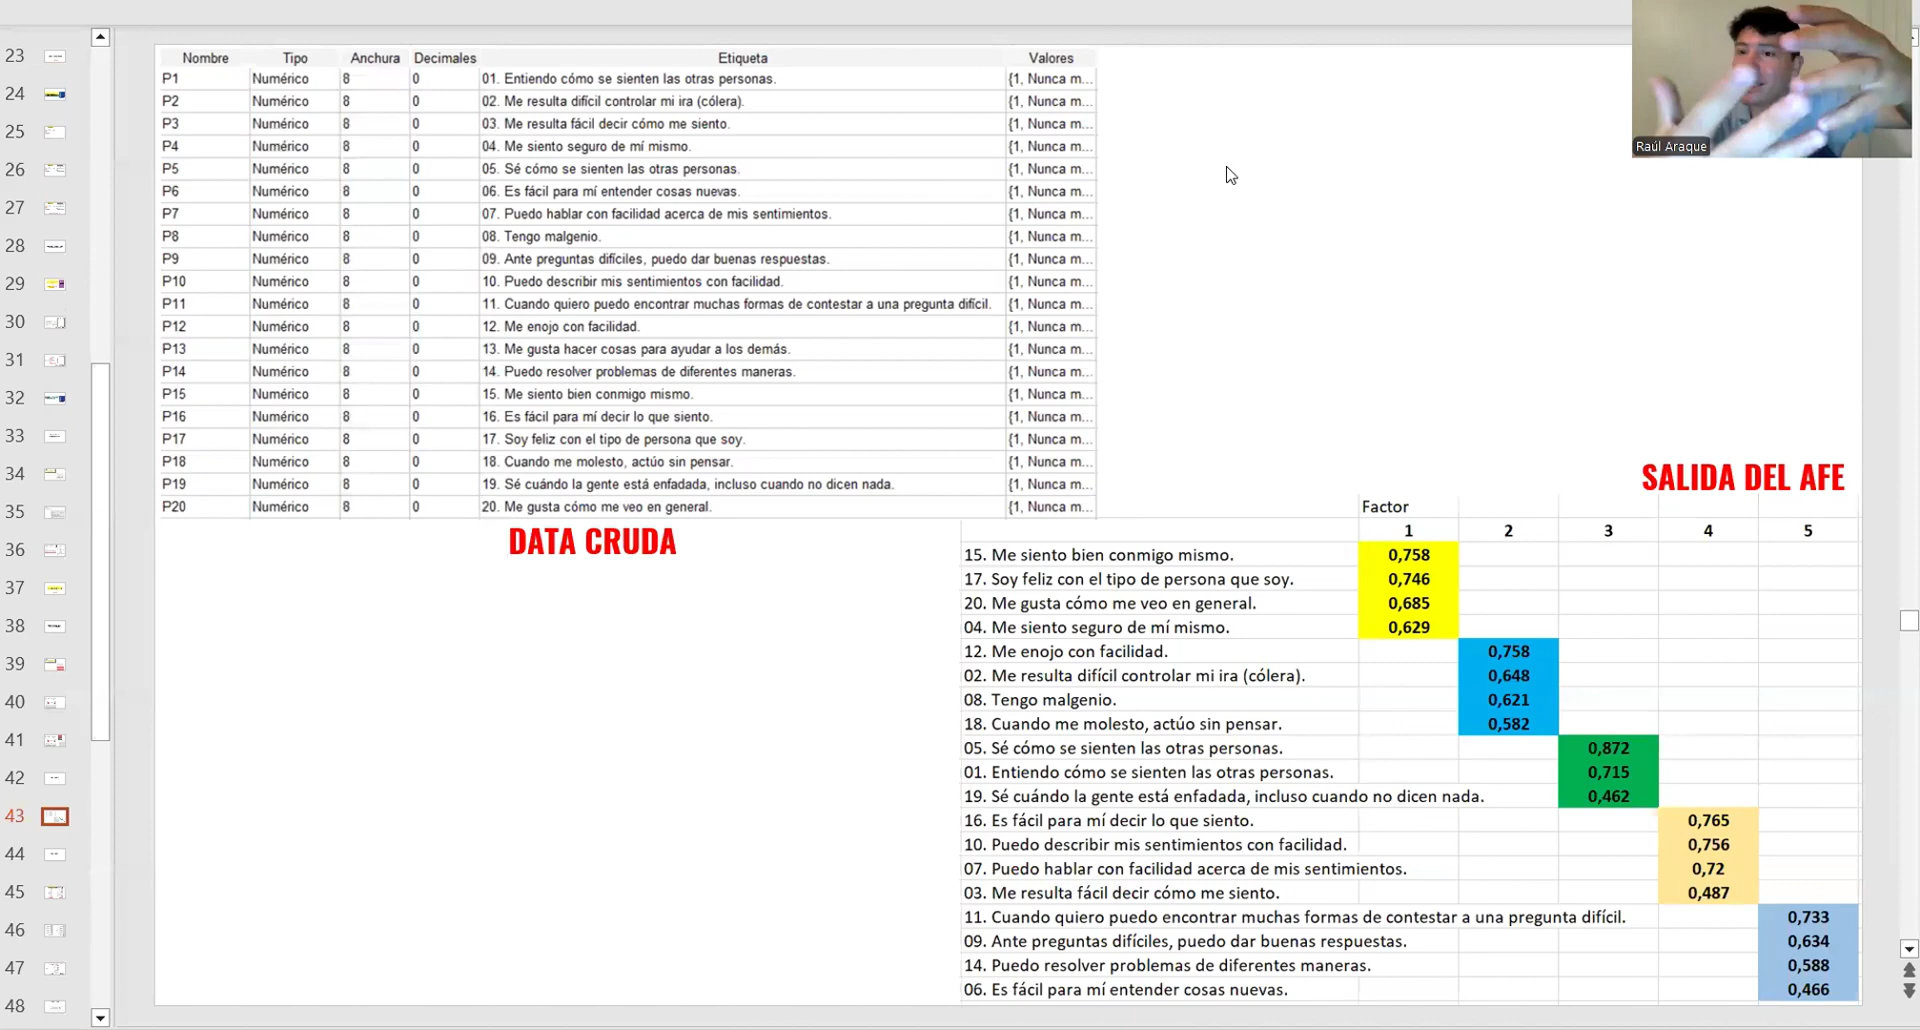 23
24
25
26
27
28
29
30
31
32
33
34
35
36
37
38
39
40
41
42
43
44
45
46
47
48
Nombre Tipo Anchura Decimales Etiqueta Valores
P1 Numérico 8 0 01. Entiendo cómo se sienten las otras personas. {1, Nunca m...
P2 Numérico 8 0 02. Me resulta difícil controlar mi ira (cólera). {1, Nunca m...
P3 Numérico 8 0 03. Me resulta fácil decir cómo me siento. {1, Nunca m...
P4 Numérico 8 0 04. Me siento seguro de mí mismo. {1, Nunca m...
P5 Numérico 8 0 05. Sé cómo se sienten las otras personas. {1, Nunca m...
P6 Numérico 8 0 06. Es fácil para mí entender cosas nuevas. {1, Nunca m...
P7 Numérico 8 0 07. Puedo hablar con facilidad acerca de mis sentimientos. {1, Nunca m...
P8 Numérico 8 0 08. Tengo malgenio. {1, Nunca m...
P9 Numérico 8 0 09. Ante preguntas difíciles, puedo dar buenas respuestas. {1, Nunca m...
P10 Numérico 8 0 10. Puedo describir mis sentimientos con facilidad. {1, Nunca m...
P11 Numérico 8 0 11. Cuando quiero puedo encontrar muchas formas de contestar a una pregunta difícil. {1, Nunca m...
P12 Numérico 8 0 12. Me enojo con facilidad. {1, Nunca m...
P13 Numérico 8 0 13. Me gusta hacer cosas para ayudar a los demás. {1, Nunca m...
P14 Numérico 8 0 14. Puedo resolver problemas de diferentes maneras. {1, Nunca m...
P15 Numérico 8 0 15. Me siento bien conmigo mismo. {1, Nunca m...
P16 Numérico 8 0 16. Es fácil para mí decir lo que siento. {1, Nunca m...
P17 Numérico 8 0 17. Soy feliz con el tipo de persona que soy. {1, Nunca m...
P18 Numérico 8 0 18. Cuando me molesto, actúo sin pensar. {1, Nunca m...
P19 Numérico 8 0 19. Sé cuándo la gente está enfadada, incluso cuando no dicen nada. {1, Nunca m...
P20 Numérico 8 0 20. Me gusta cómo me veo en general. {1, Nunca m...
DATA CRUDA
Raúl Araque
SALIDA DEL AFE
Factor
1 2 3 4 5
15. Me siento bien conmigo mismo. 0,758
17. Soy feliz con el tipo de persona que soy. 0,746
20. Me gusta cómo me veo en general. 0,685
04. Me siento seguro de mí mismo. 0,629
12. Me enojo con facilidad. 0,758
02. Me resulta difícil controlar mi ira (cólera). 0,648
08. Tengo malgenio. 0,621
18. Cuando me molesto, actúo sin pensar. 0,582
05. Sé cómo se sienten las otras personas. 0,872
01. Entiendo cómo se sienten las otras personas. 0,715
19. Sé cuándo la gente está enfadada, incluso cuando no dicen nada. 0,462
16. Es fácil para mí decir lo que siento. 0,765
10. Puedo describir mis sentimientos con facilidad. 0,756
07. Puedo hablar con facilidad acerca de mis sentimientos. 0,72
03. Me resulta fácil decir cómo me siento. 0,487
11. Cuando quiero puedo encontrar muchas formas de contestar a una pregunta difícil. 0,733
09. Ante preguntas difíciles, puedo dar buenas respuestas. 0,634
14. Puedo resolver problemas de diferentes maneras. 0,588
06. Es fácil para mí entender cosas nuevas. 0,466